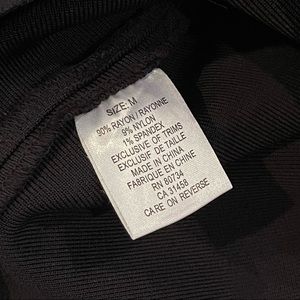 SIZE: M
90% RAYON / RAYONNE
9% NYLON
1% SPANDEX
EXCLUSIVE OF TRIMS
EXCLUSIF DE TAILLE
MADE IN CHINA
FABRIQUE EN CHINE
RN 80734
CA 31458
CARE ON REVERSE